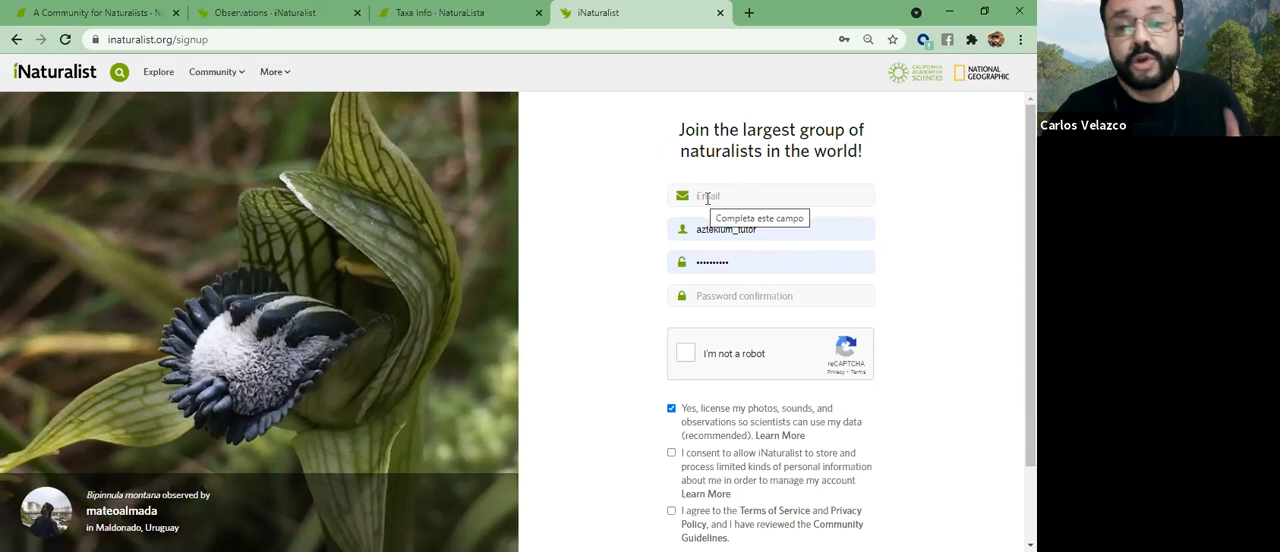 A Community for Naturalists · N
Observations · iNaturalist
Taxa Info · NaturaLista
iNaturalist
inaturalist.org/signup
iNaturalist
Explore
Community
More
CALIFORNIA
ACADEMY OF
SCIENCES
NATIONAL
GEOGRAPHIC
Carlos Velazco
Join the largest group of
naturalists in the world!
Email
Completa este campo
aztekium_tutor
••••••••••
Password confirmation
I'm not a robot
reCAPTCHA
Privacy • Terms
Yes, license my photos, sounds, and
observations so scientists can use my data
(recommended). Learn More
I consent to allow iNaturalist to store and
process limited kinds of personal information
about me in order to manage my account
Learn More
I agree to the Terms of Service and Privacy
Policy, and I have reviewed the Community
Guidelines.
Bipinnula montana observed by
mateoalmada
in Maldonado, Uruguay